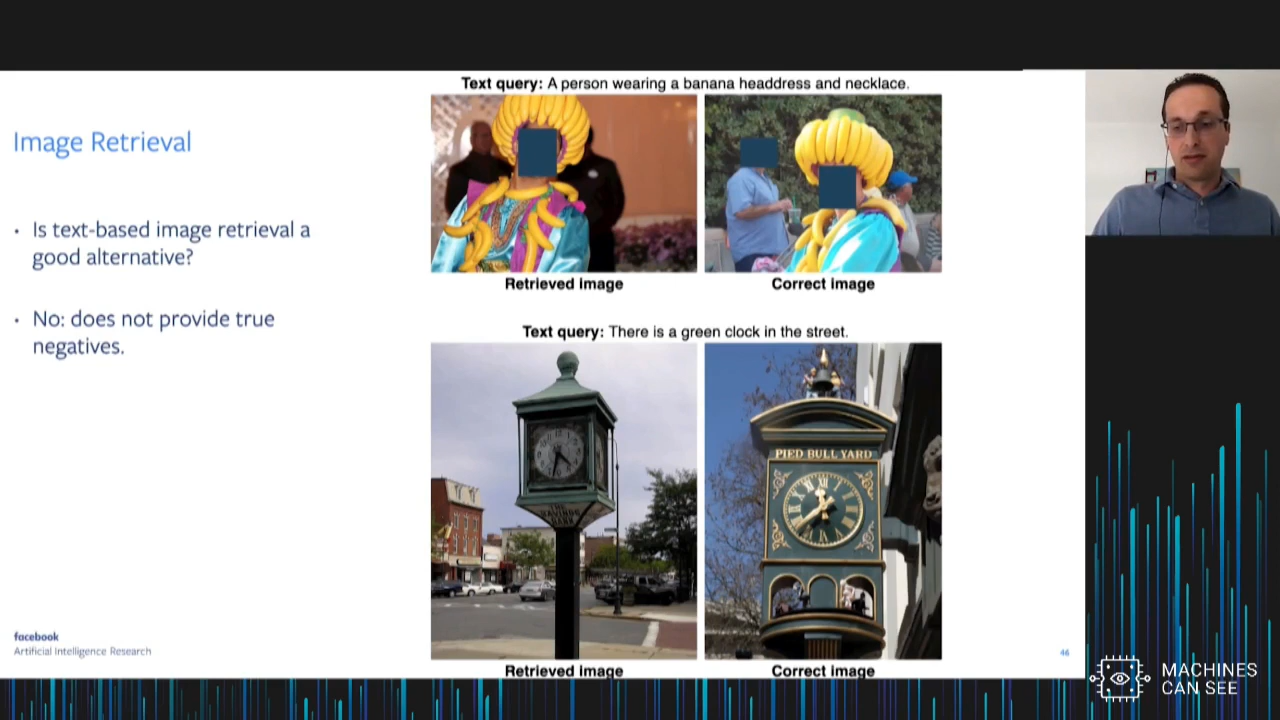 Text query: A person wearing a banana headdress and necklace.
Image Retrieval
• Is text-based image retrieval a
good alternative?
• No: does not provide true
negatives.
Retrieved image
Correct image
Text query: There is a green clock in the street.
PIED BULL YARD
Retrieved image
Correct image
facebook
Artificial Intelligence Research
46
MACHINES
CAN SEE